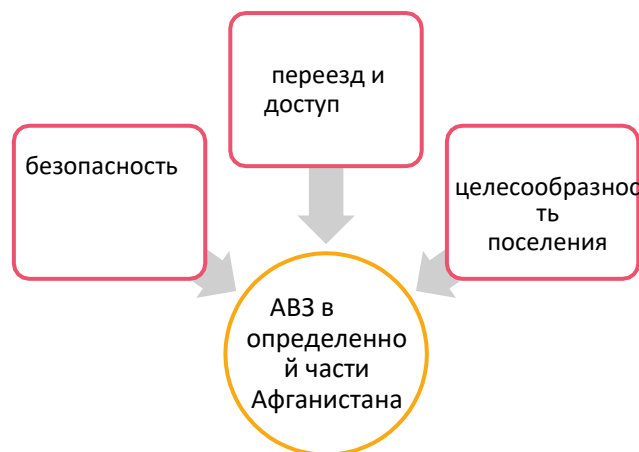 переезд и
доступ
безопасность
целесообразнос
ть
поселения
АВЗ в
определенно
й части
Афганистана